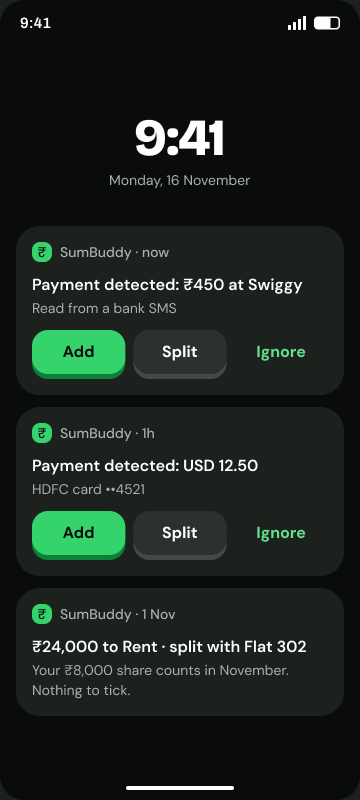 9:41
9:41
Monday, 16 November
₹ SumBuddy · now
Payment detected: ₹450 at Swiggy
Read from a bank SMS
Add Split Ignore
₹ SumBuddy · 1h
Payment detected: USD 12.50
HDFC card ••4521
Add Split Ignore
₹ SumBuddy · 1 Nov
₹24,000 to Rent · split with Flat 302
Your ₹8,000 share counts in November.
Nothing to tick.